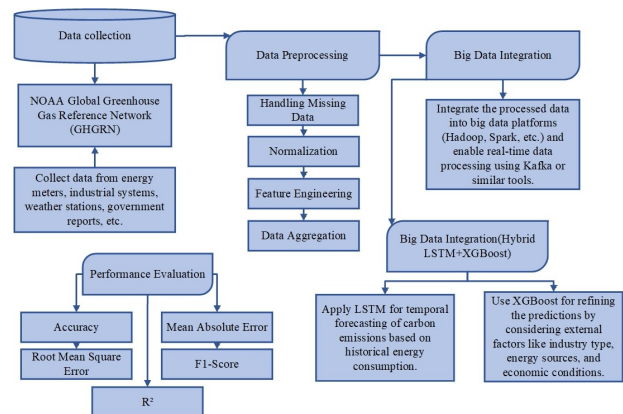 Data collection
NOAA Global Greenhouse
Gas Reference Network
(GHGRN)
Collect data from energy
meters, industrial systems,
weather stations, government
reports, etc.
Data Preprocessing
Handling Missing
Data
Normalization
Feature Engineering
Data Aggregation
Big Data Integration
Integrate the processed data
into big data platforms
(Hadoop, Spark, etc.) and
enable real-time data
processing using Kafka or
similar tools.
Big Data Integration(Hybrid
LSTM+XGBoost)
Apply LSTM for temporal
forecasting of carbon
emissions based on
historical energy
consumption.
Use XGBoost for refining
the predictions by
considering external
factors like industry type,
energy sources, and
economic conditions.
Performance Evaluation
Accuracy
Root Mean Square
Error
Mean Absolute Error
F1-Score
R²